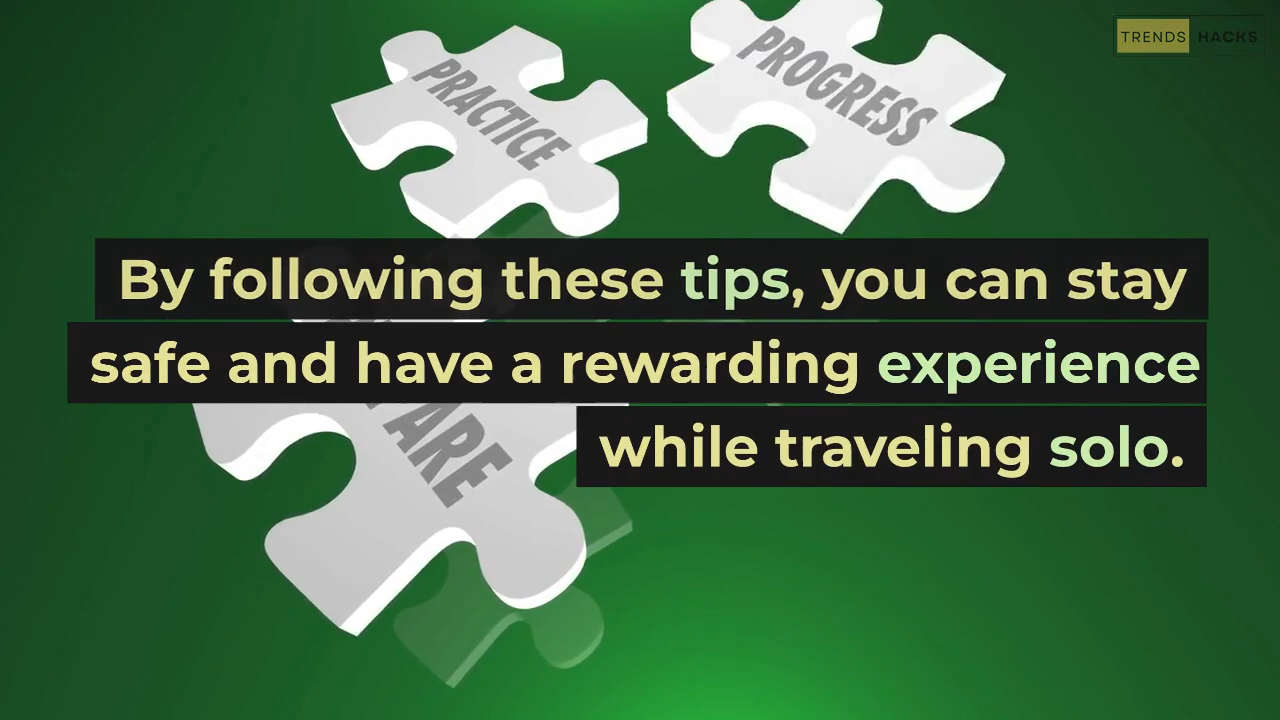 PRACTICE
PROGRESS
TRENDS HACKS
By following these tips, you can stay
safe and have a rewarding experience
while traveling solo.